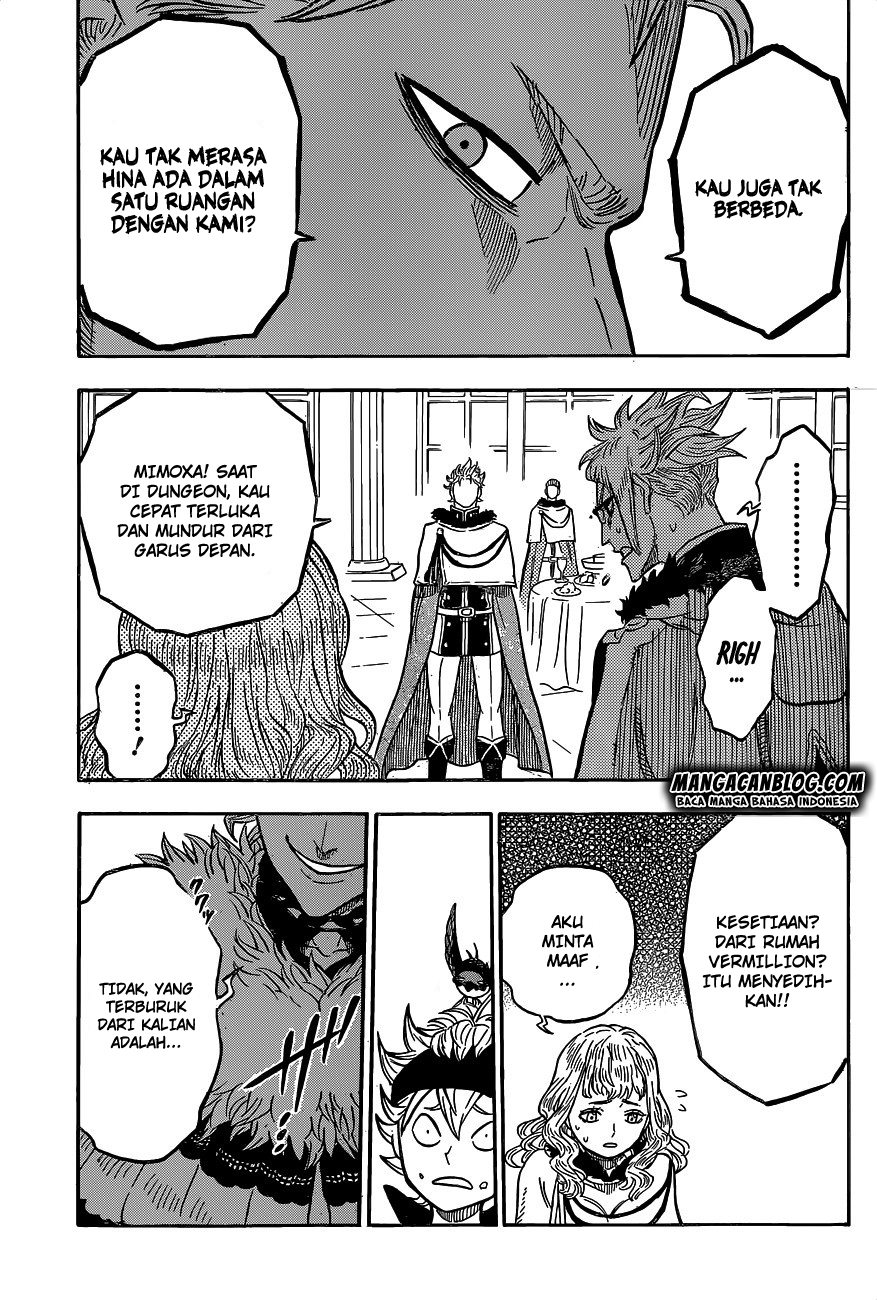 KAU JUGA TAK
BERBEDA.
KAU TAK MERASA
HINA ADA DALAM
SATU RUANGAN
DENGAN KAMI?
.........
RIGH
...
MIMOXA! SAAT
DI DUNGEON, KAU
CEPAT TERLUKA
DAN MUNDUR DARI
GARUS DEPAN.
......!
MANGACANBLOG.COM
BACA MANGA BAHASA INDONESIA
KESETIAAN?
DARI RUMAH
VERMILLION?
ITU MENYEDIH-
KAN!!
AKU
MINTA
MAAF .
...
TIDAK, YANG
TERBURUK
DARI KALIAN
ADALAH...